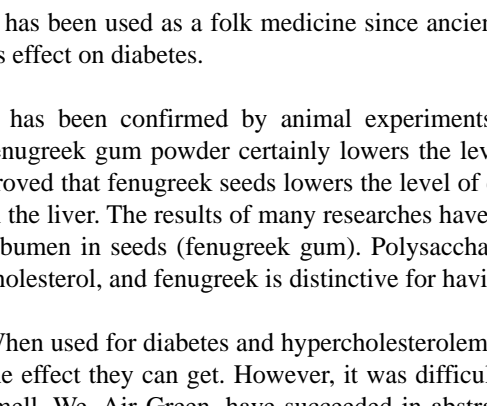 has been used as a folk medicine since ancien
s effect on diabetes.
has been confirmed by animal experiments
enugreek gum powder certainly lowers the lev
roved that fenugreek seeds lowers the level of
the liver. The results of many researches have
bumen in seeds (fenugreek gum). Polysaccha
holesterol, and fenugreek is distinctive for havi
When used for diabetes and hypercholesterolem
e effect they can get. However, it was difficul
mell. We, Air Green, have succeeded in abstra